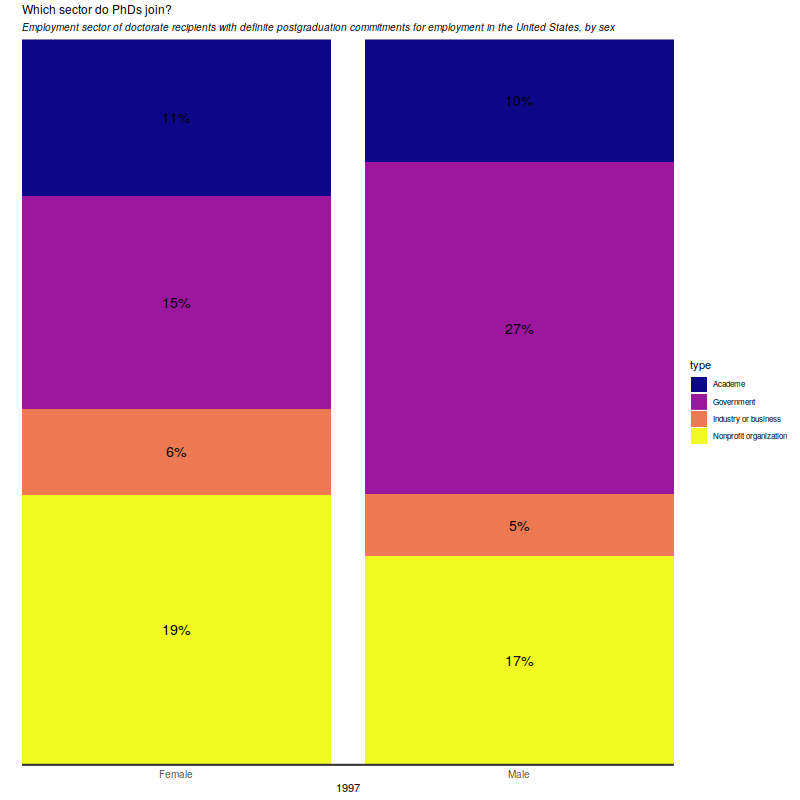 Which sector do PhDs join?
Employment sector of doctorate recipients with definite postgraduation commitments for employment in the United States, by sex
11%
10%
15%
27%
6%
5%
19%
17%
type
Academe
Government
Industry or business
Nonprofit organization
Female
Male
1997